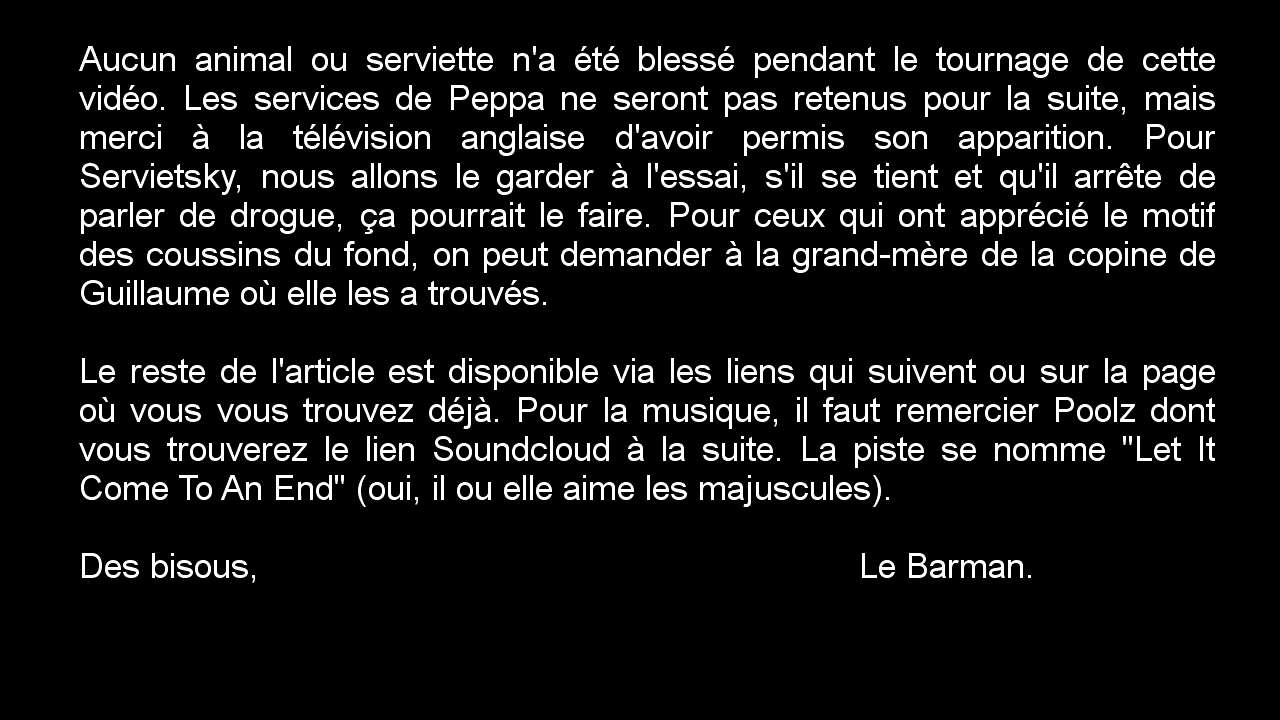 Aucun animal ou serviette n'a été blessé pendant le tournage de cette
vidéo. Les services de Peppa ne seront pas retenus pour la suite, mais
merci à la télévision anglaise d'avoir permis son apparition. Pour
Servietsky, nous allons le garder à l'essai, s'il se tient et qu'il arrête de
parler de drogue, ça pourrait le faire. Pour ceux qui ont apprécié le motif
des coussins du fond, on peut demander à la grand-mère de la copine de
Guillaume où elle les a trouvés.
Le reste de l'article est disponible via les liens qui suivent ou sur la page
où vous vous trouvez déjà. Pour la musique, il faut remercier Poolz dont
vous trouverez le lien Soundcloud à la suite. La piste se nomme "Let It
Come To An End" (oui, il ou elle aime les majuscules).
Des bisous, Le Barman.